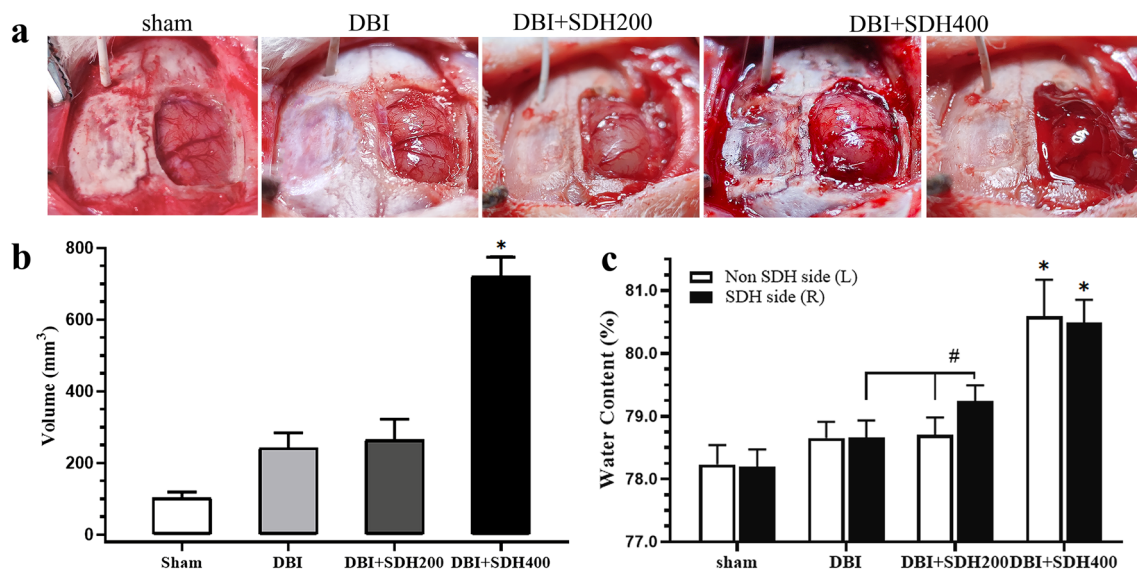 a
sham DBI DBI+SDH200 DBI+SDH400
b
Volume (mm³)
800
600
400
200
0
*
Sham DBI DBI+SDH200 DBI+SDH400
c
Water Content (%)
81.0
80.0
79.0
78.0
77.0
Non SDH side (L)
SDH side (R)
#
* *
sham DBI DBI+SDH200 DBI+SDH400